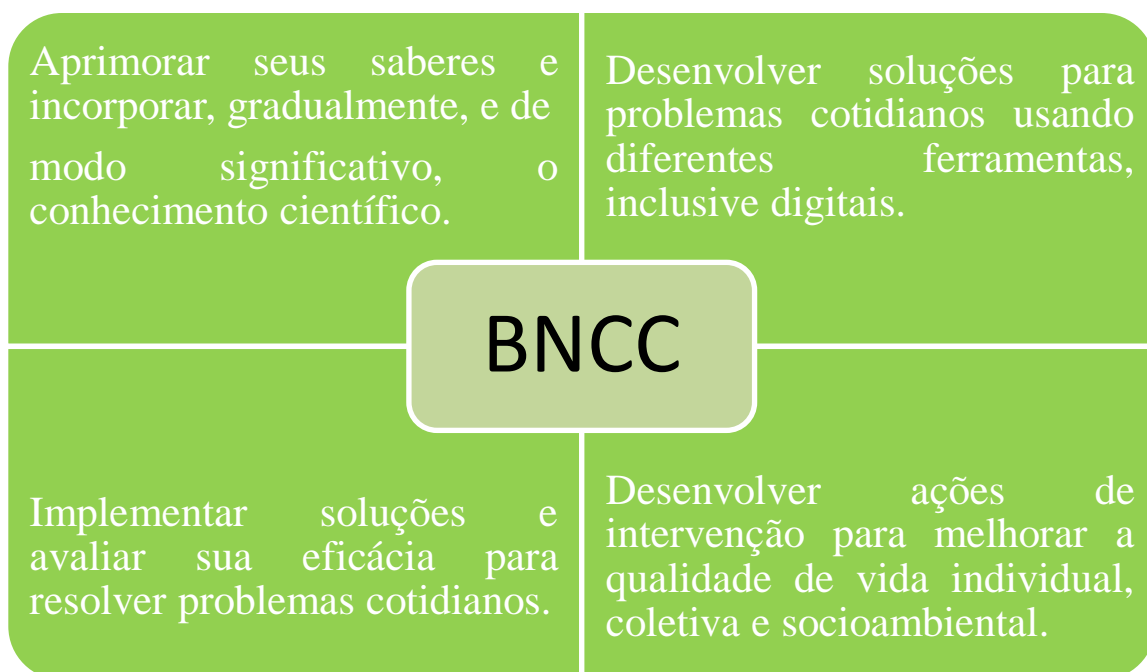 Aprimorar seus saberes e
incorporar, gradualmente, e de
modo significativo, o
conhecimento científico.
Desenvolver soluções para
problemas cotidianos usando
diferentes ferramentas,
inclusive digitais.
BNCC
Implementar soluções e
avaliar sua eficácia para
resolver problemas cotidianos.
Desenvolver ações de
intervenção para melhorar a
qualidade de vida individual,
coletiva e socioambiental.